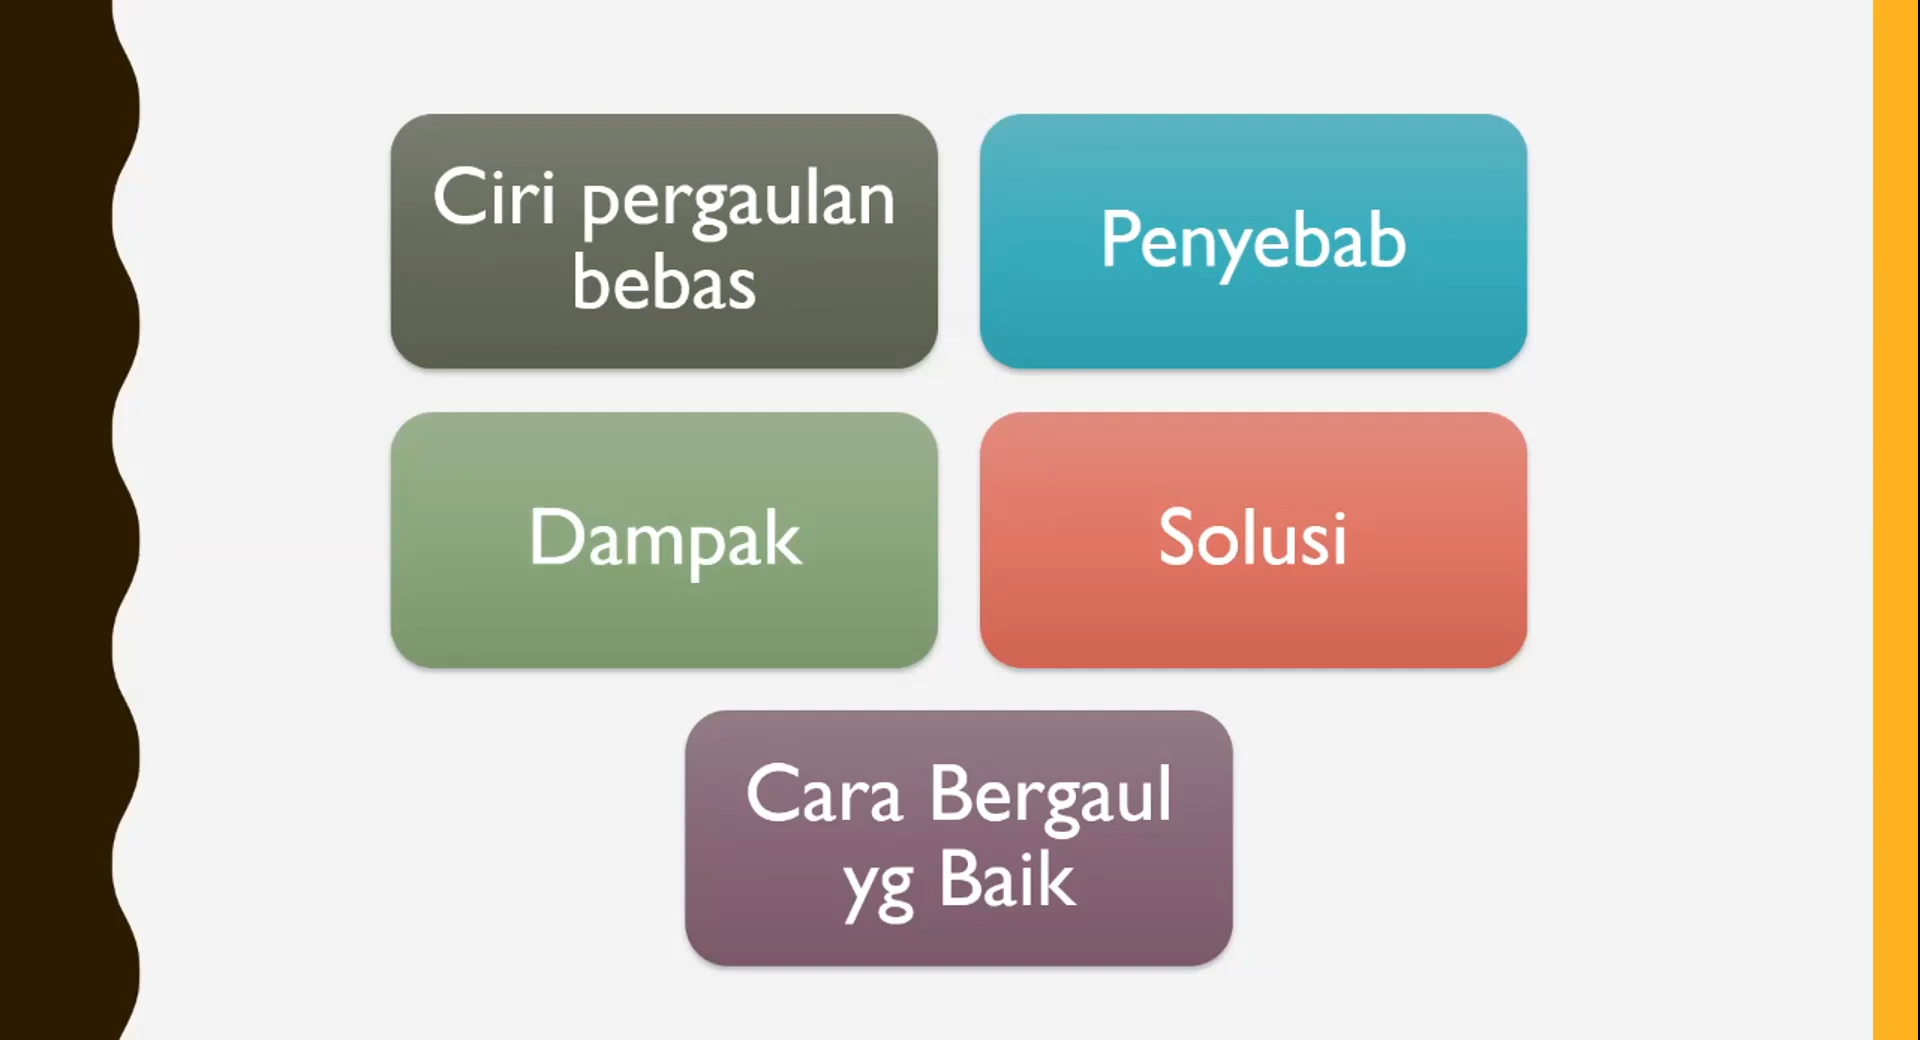 Ciri pergaulan
bebas
Penyebab
Dampak
Solusi
Cara Bergaul
yg Baik